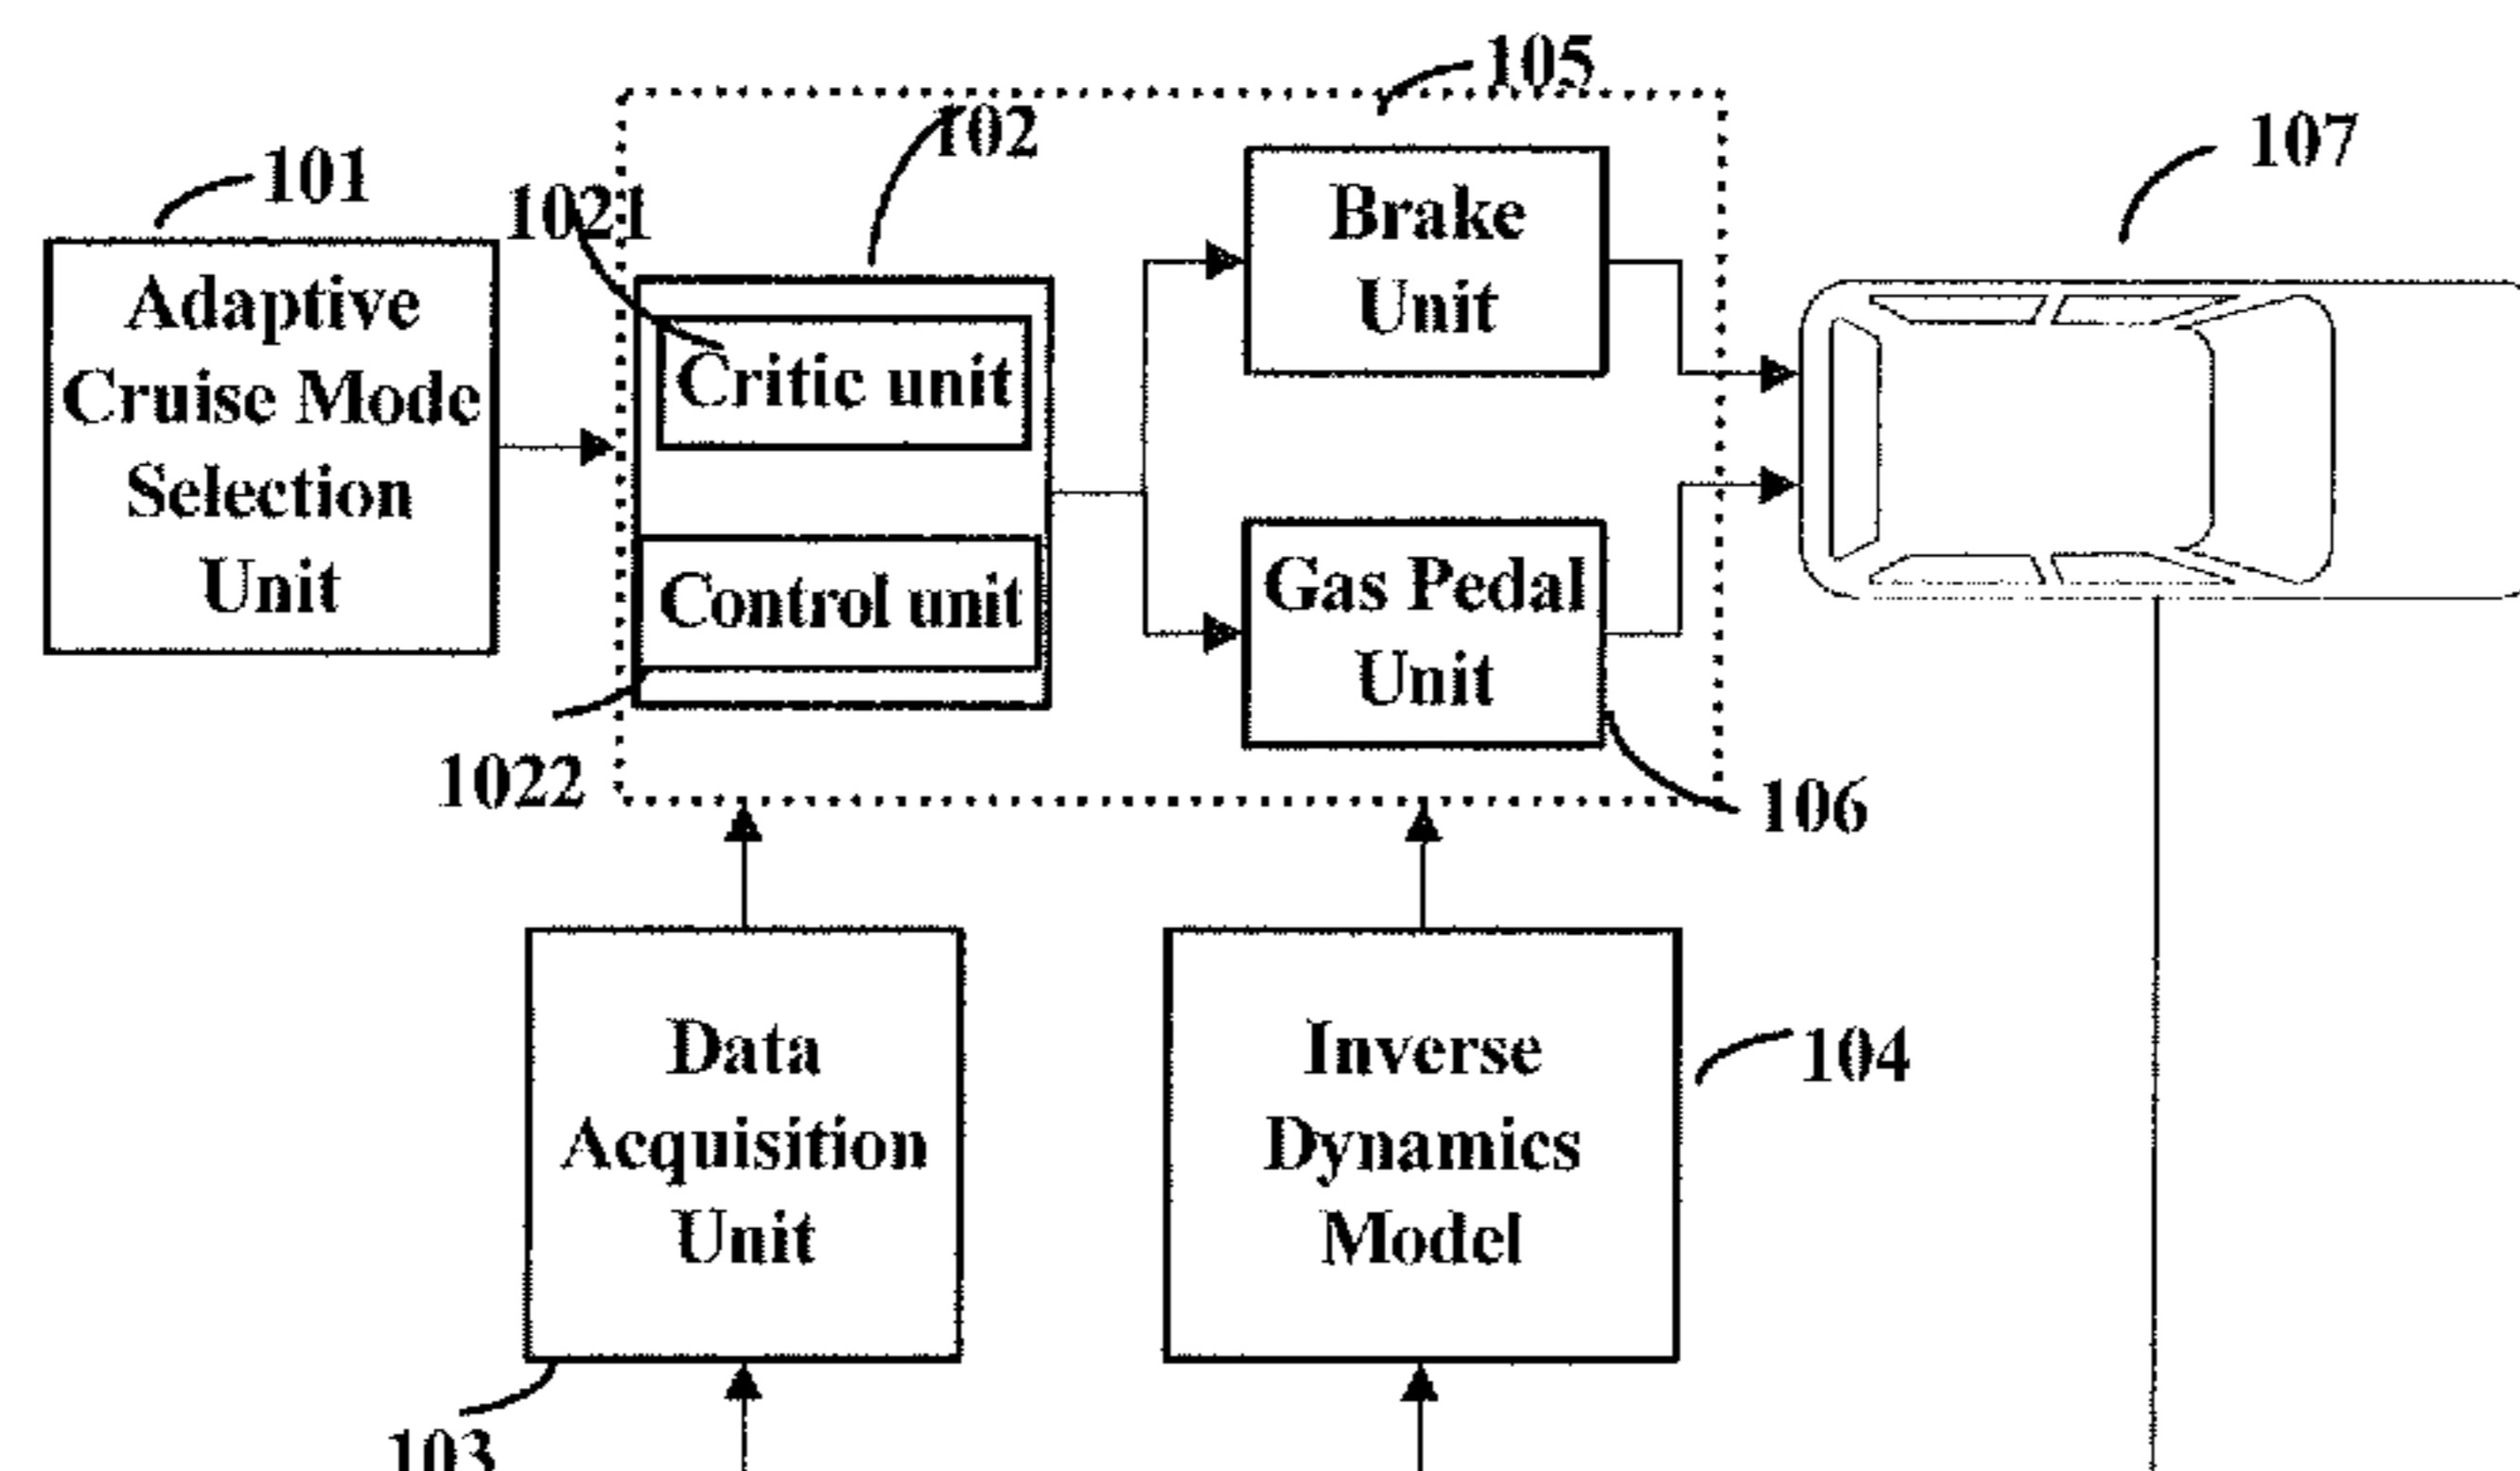 105
102
107
101
1021
Brake
Unit
Adaptive
Cruise Mode
Selection
Unit
Critic unit
Control unit
Gas Pedal
Unit
1022
106
Data
Acquisition
Unit
Inverse
Dynamics
Model
104
103